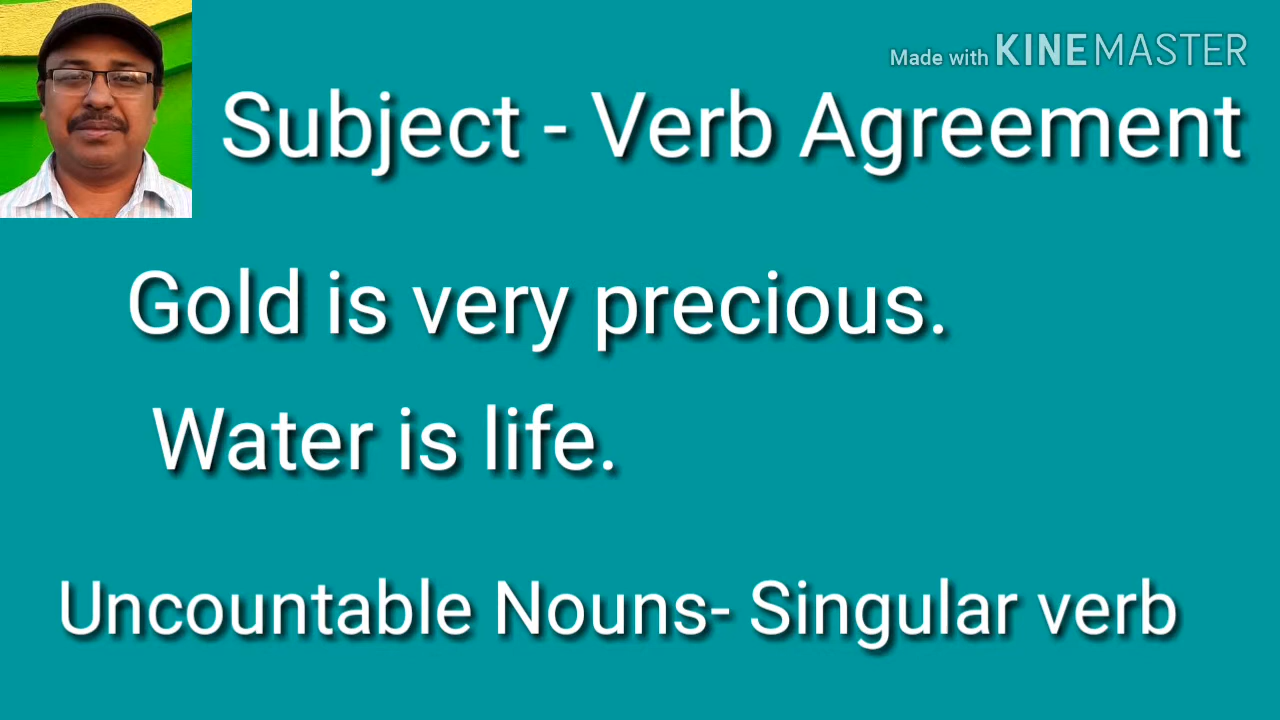 Made with KINEMASTER
Subject - Verb Agreement
Gold is very precious.
Water is life.
Uncountable Nouns- Singular verb